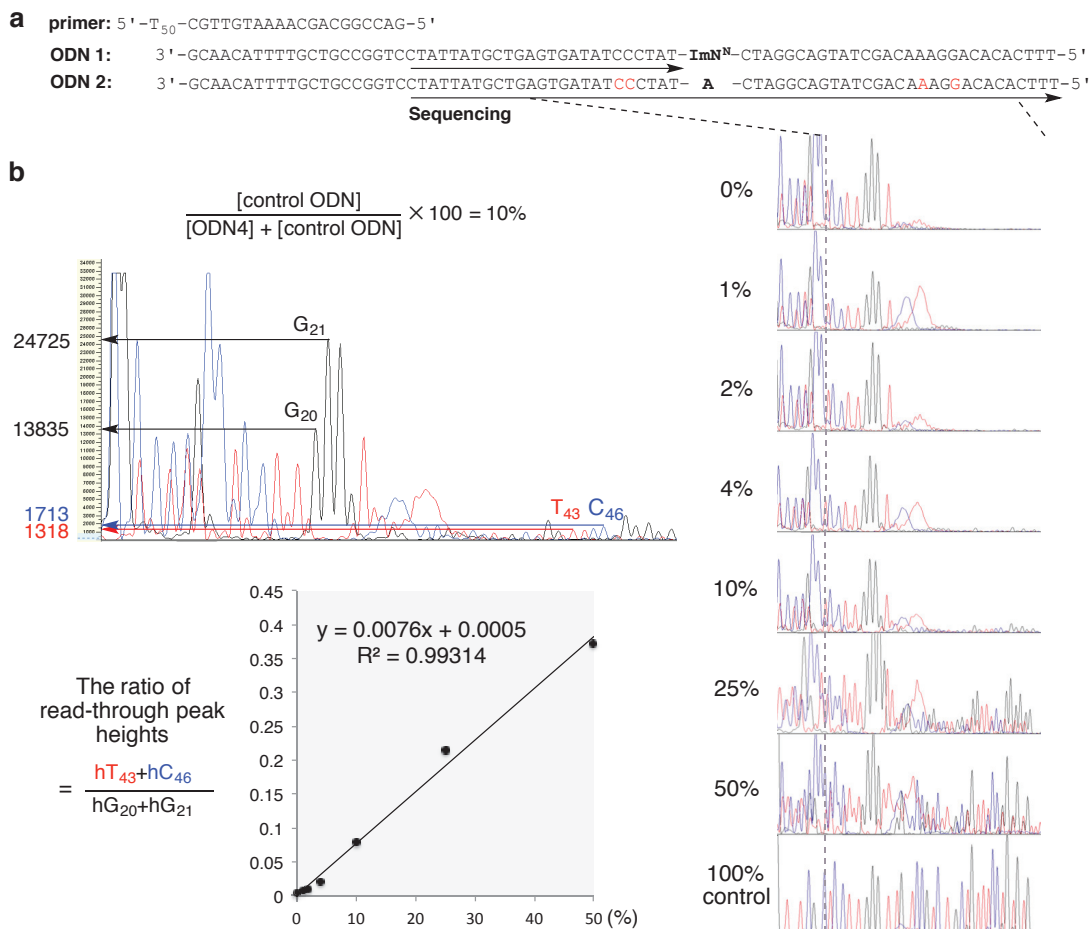 a
primer: 5'-T50-CGTTGTAAAACGACGGCCAG-5'
ODN 1: 3'-GCAACATTTTGCTGCCGGTCCTATTATGCTGAGTGATATCCCTAT-ImNᴺ-CTAGGCAGTATCGACAAAGGACACACTTT-5'
ODN 2: 3'-GCAACATTTTGCTGCCGGTCCTATTATGCTGAGTGATATCCCTAT- A -CTAGGCAGTATCGACAAAGGACACACTTT-5'
Sequencing
b
[control ODN]
[ODN4] + [control ODN]
× 100 = 10%
G21
24725
G20
13835
1713
1318
T43 C46
The ratio of
read-through peak
heights
= hT43+hC46
hG20+hG21
0.45
0.4
0.35
0.3
0.25
0.2
0.15
0.1
0.05
0
y = 0.0076x + 0.0005
R² = 0.99314
0 10 20 30 40 50 (%)
0%
1%
2%
4%
10%
25%
50%
100%
control